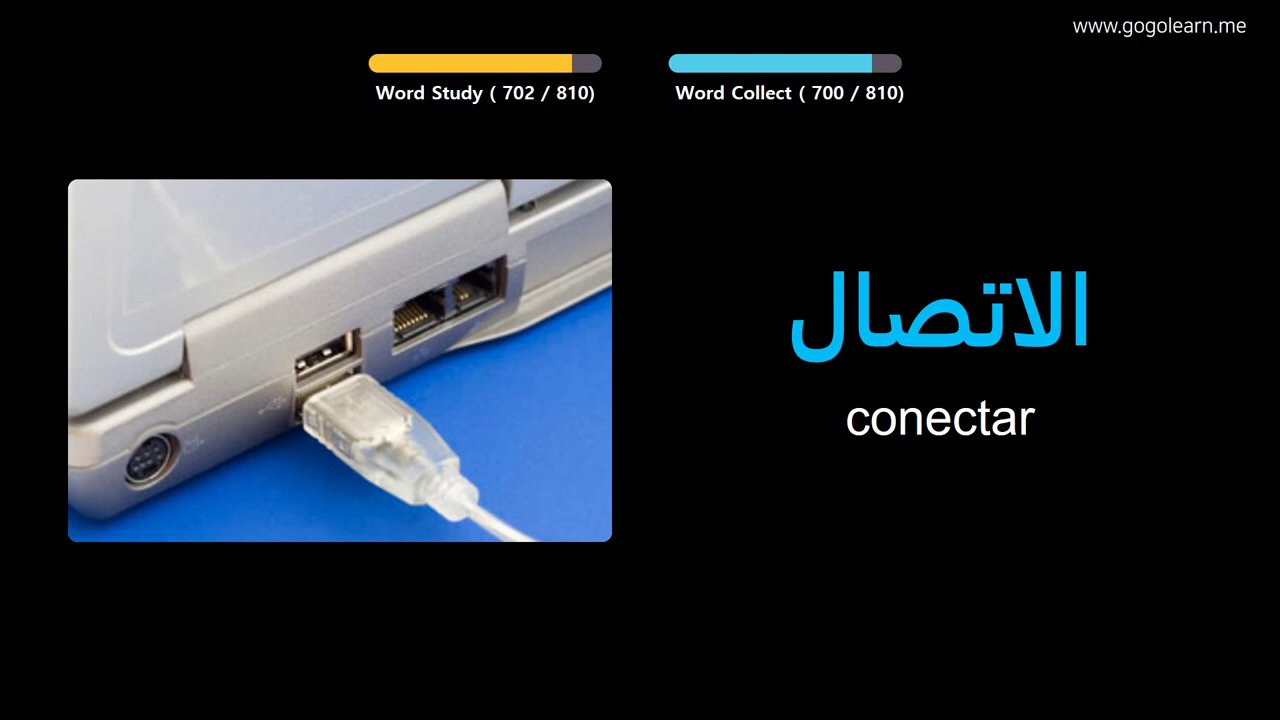 www.gogolearn.me
Word Study ( 702 / 810)
Word Collect ( 700 / 810)
الاتصال
conectar